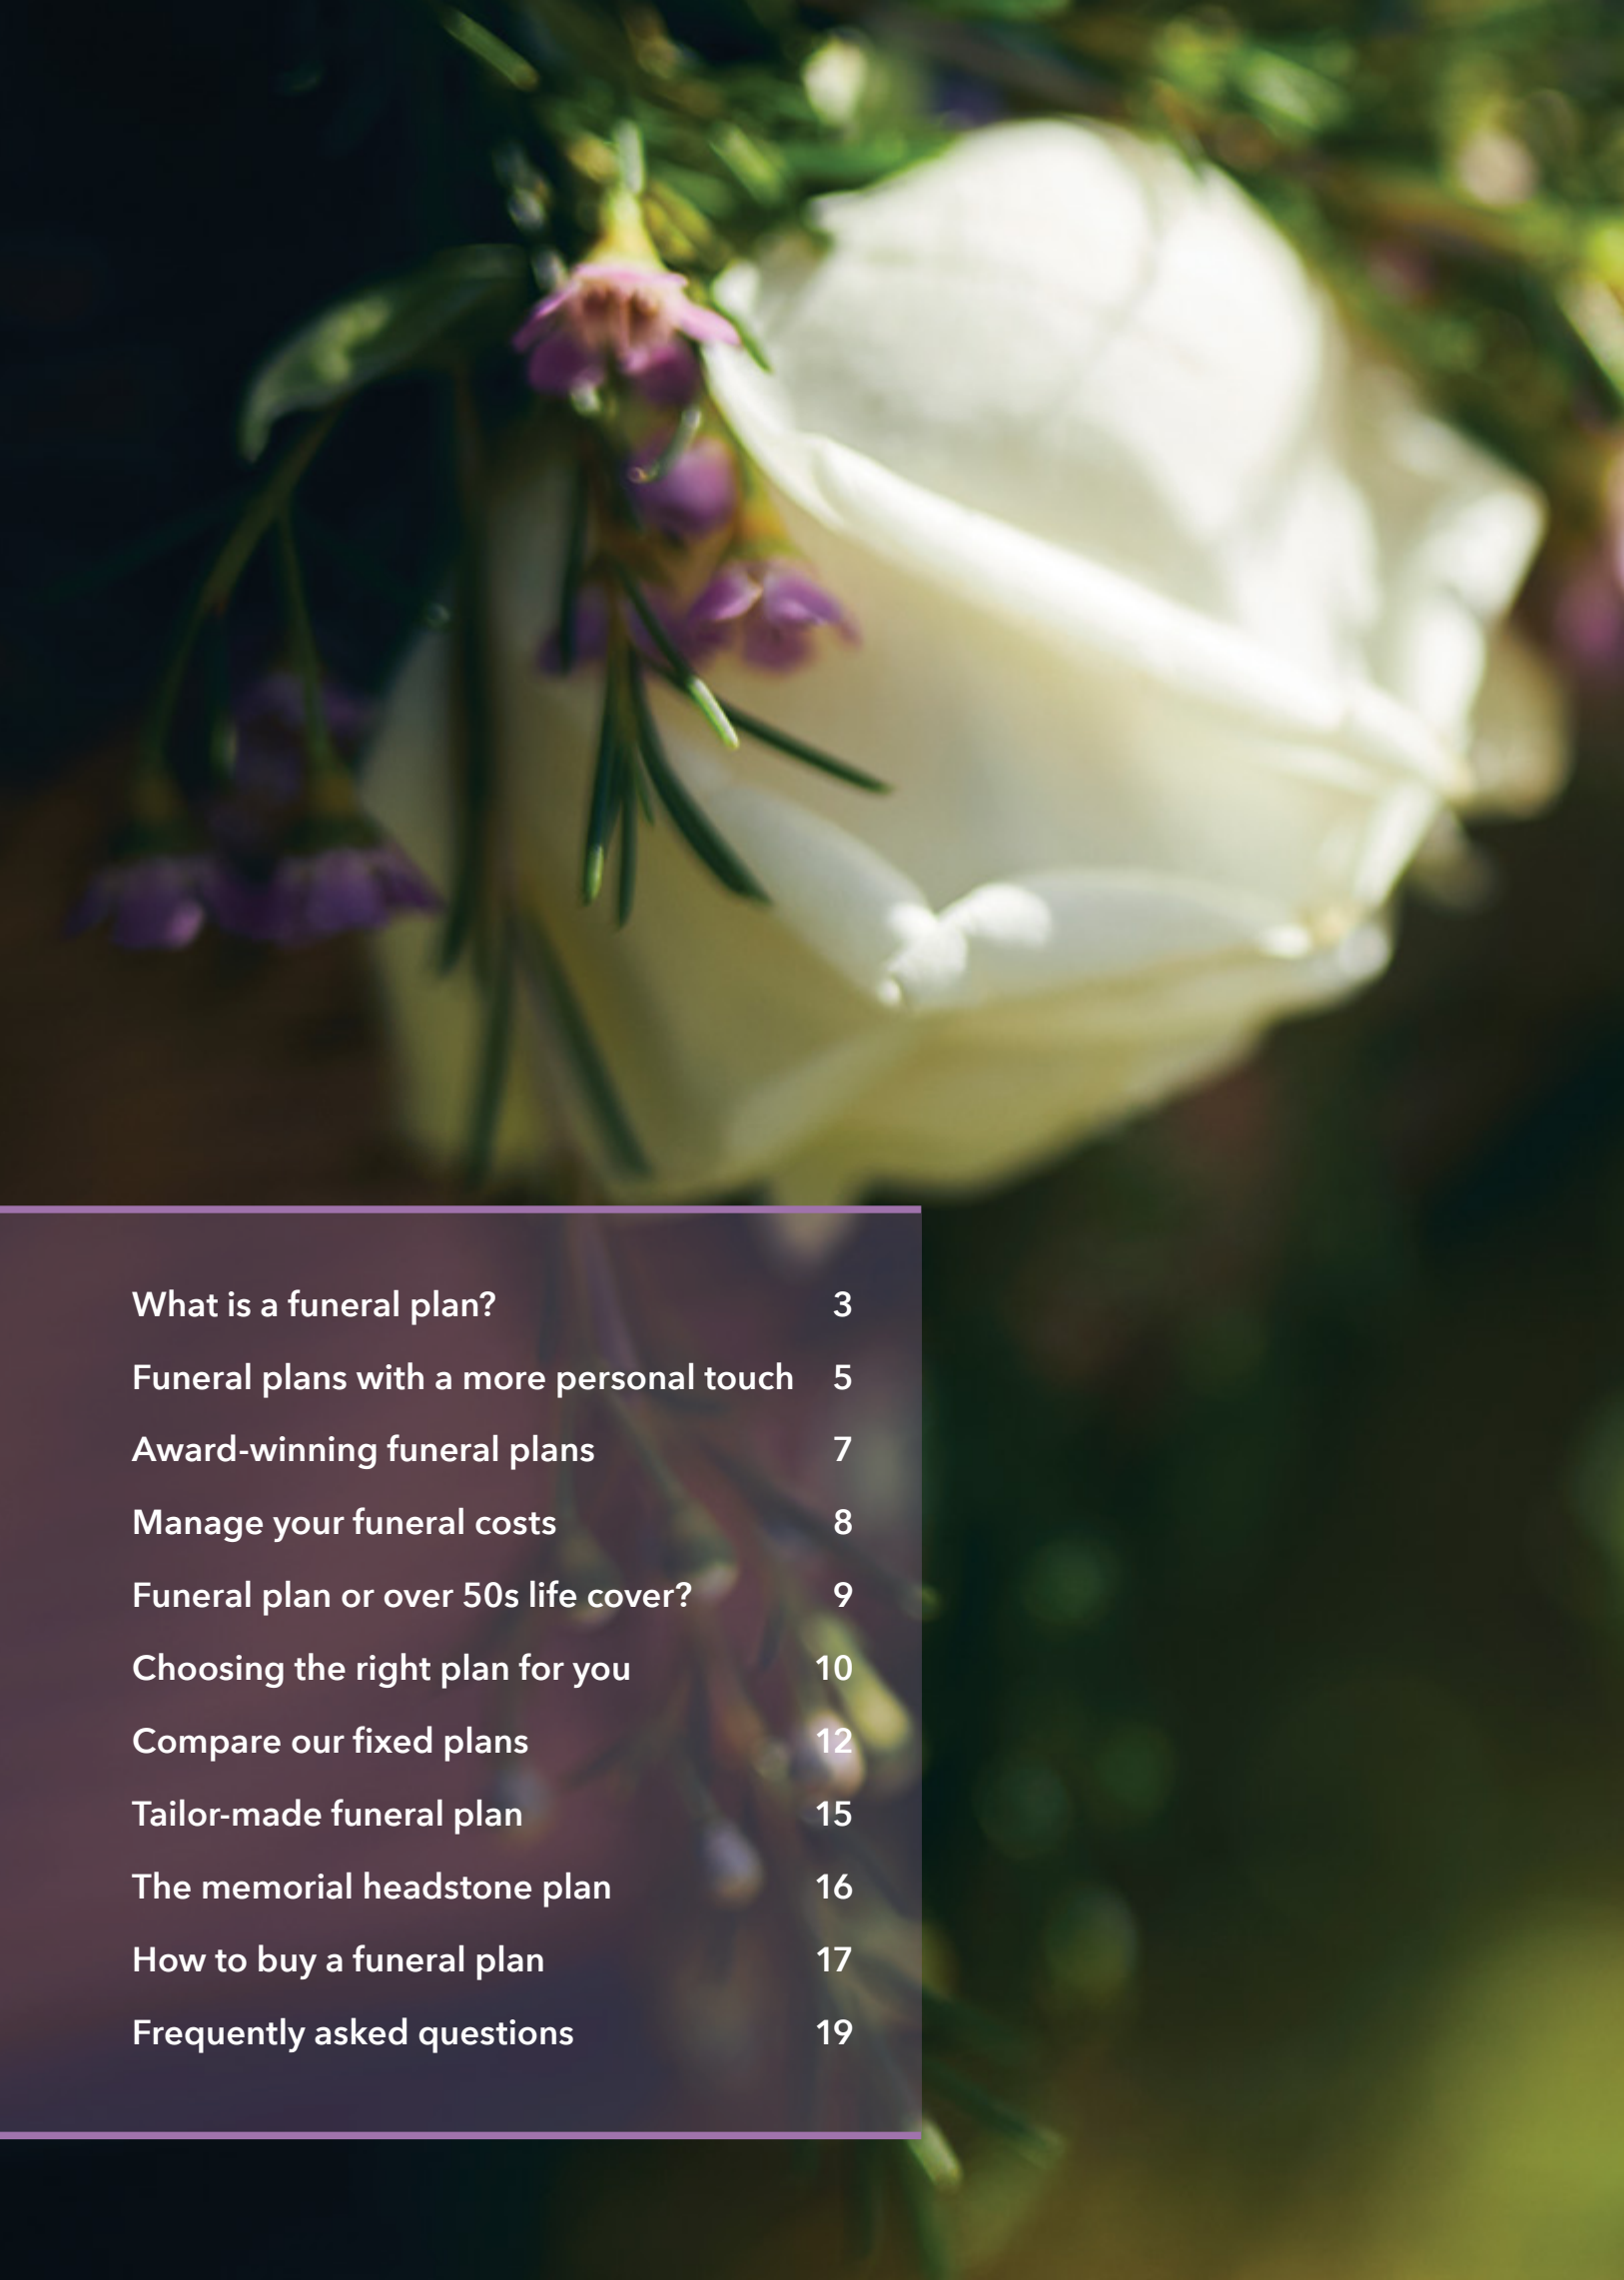 What is a funeral plan? 3
Funeral plans with a more personal touch 5
Award-winning funeral plans 7
Manage your funeral costs 8
Funeral plan or over 50s life cover? 9
Choosing the right plan for you 10
Compare our fixed plans 12
Tailor-made funeral plan 15
The memorial headstone plan 16
How to buy a funeral plan 17
Frequently asked questions 19